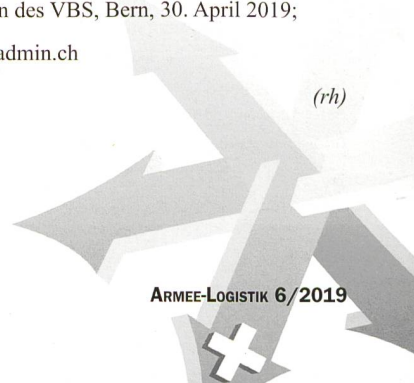 n des VBS, Bern, 30. April 2019;
admin.ch
(rh)
ARMEE-LOGISTIK 6/2019